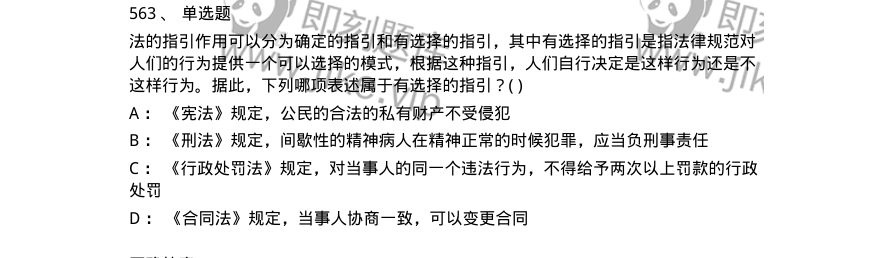 563 、 单选题
法的指引作用可以分为确定的指引和有选择的指引，其中有选择的指引是指法律规范对
人们的行为提供一个可以选择的模式，根据这种指引，人们自行决定是这样行为还是不
这样行为。据此，下列哪项表述属于有选择的指引？( )
A ： 《宪法》规定，公民的合法的私有财产不受侵犯
B ： 《刑法》规定，间歇性的精神病人在精神正常的时候犯罪，应当负刑事责任
C ： 《行政处罚法》规定，对当事人的同一个违法行为，不得给予两次以上罚款的行政
处罚
D ： 《合同法》规定，当事人协商一致，可以变更合同
即刻题库
www.jike.vip
即
www.jik